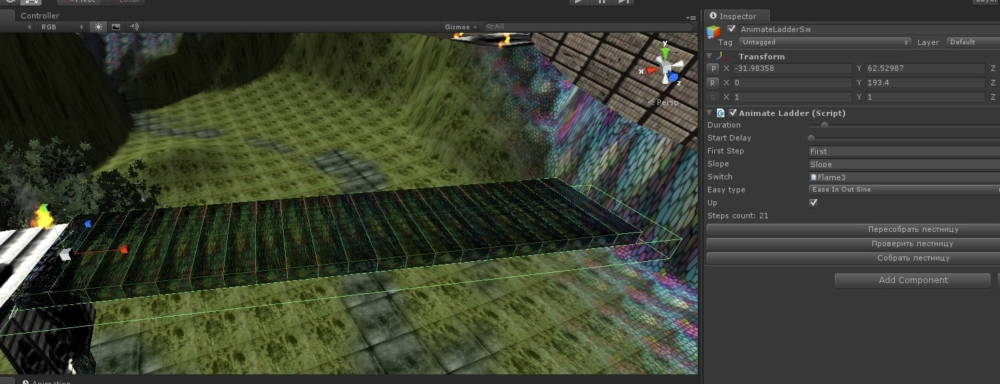 Pivot
Local
Controller
RGB
Gizmos
All
y
x
z
Persp
Animation
Inspector
AnimateLadderSw
Tag Untagged Layer Default
Transform
P X -31.98358 Y 62.52987 Z
R X 0 Y 193.4 Z
S X 1 Y 1 Z
Animate Ladder (Script)
Duration
Start Delay
First Step First
Slope Slope
Switch Flame3
Easy type Ease In Out Sine
Up
Steps count: 21
Пересобрать лестницу
Проверить лестницу
Собрать лестницу
Add Component